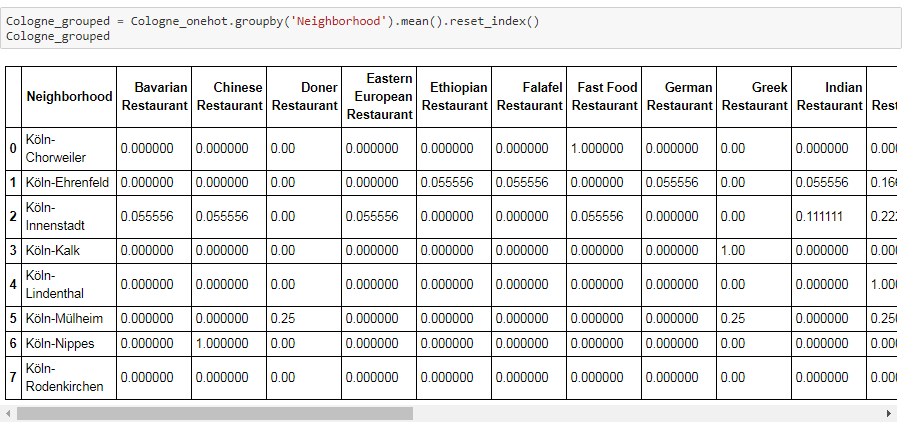 Cologne_grouped = Cologne_onehot.groupby('Neighborhood').mean().reset_index()
Cologne_grouped
Neighborhood Bavarian Restaurant Chinese Restaurant Doner Restaurant Eastern European Restaurant Ethiopian Restaurant Falafel Restaurant Fast Food Restaurant German Restaurant Greek Restaurant Indian Restaurant Rest
0 Köln-Chorweiler 0.000000 0.000000 0.00 0.000000 0.000000 0.000000 1.000000 0.000000 0.00 0.000000 0.00
1 Köln-Ehrenfeld 0.000000 0.000000 0.00 0.000000 0.055556 0.055556 0.000000 0.055556 0.00 0.055556 0.16
2 Köln-Innenstadt 0.055556 0.055556 0.00 0.055556 0.000000 0.000000 0.055556 0.000000 0.00 0.111111 0.222
3 Köln-Kalk 0.000000 0.000000 0.00 0.000000 0.000000 0.000000 0.000000 0.000000 1.00 0.000000 0.00
4 Köln-Lindenthal 0.000000 0.000000 0.00 0.000000 0.000000 0.000000 0.000000 0.000000 0.00 0.000000 1.00
5 Köln-Mülheim 0.000000 0.000000 0.25 0.000000 0.000000 0.000000 0.000000 0.000000 0.25 0.000000 0.25
6 Köln-Nippes 0.000000 1.000000 0.00 0.000000 0.000000 0.000000 0.000000 0.000000 0.00 0.000000 0.00
7 Köln-Rodenkirchen 0.000000 0.000000 0.00 0.000000 0.000000 0.000000 0.000000 0.000000 0.00 0.000000 0.00